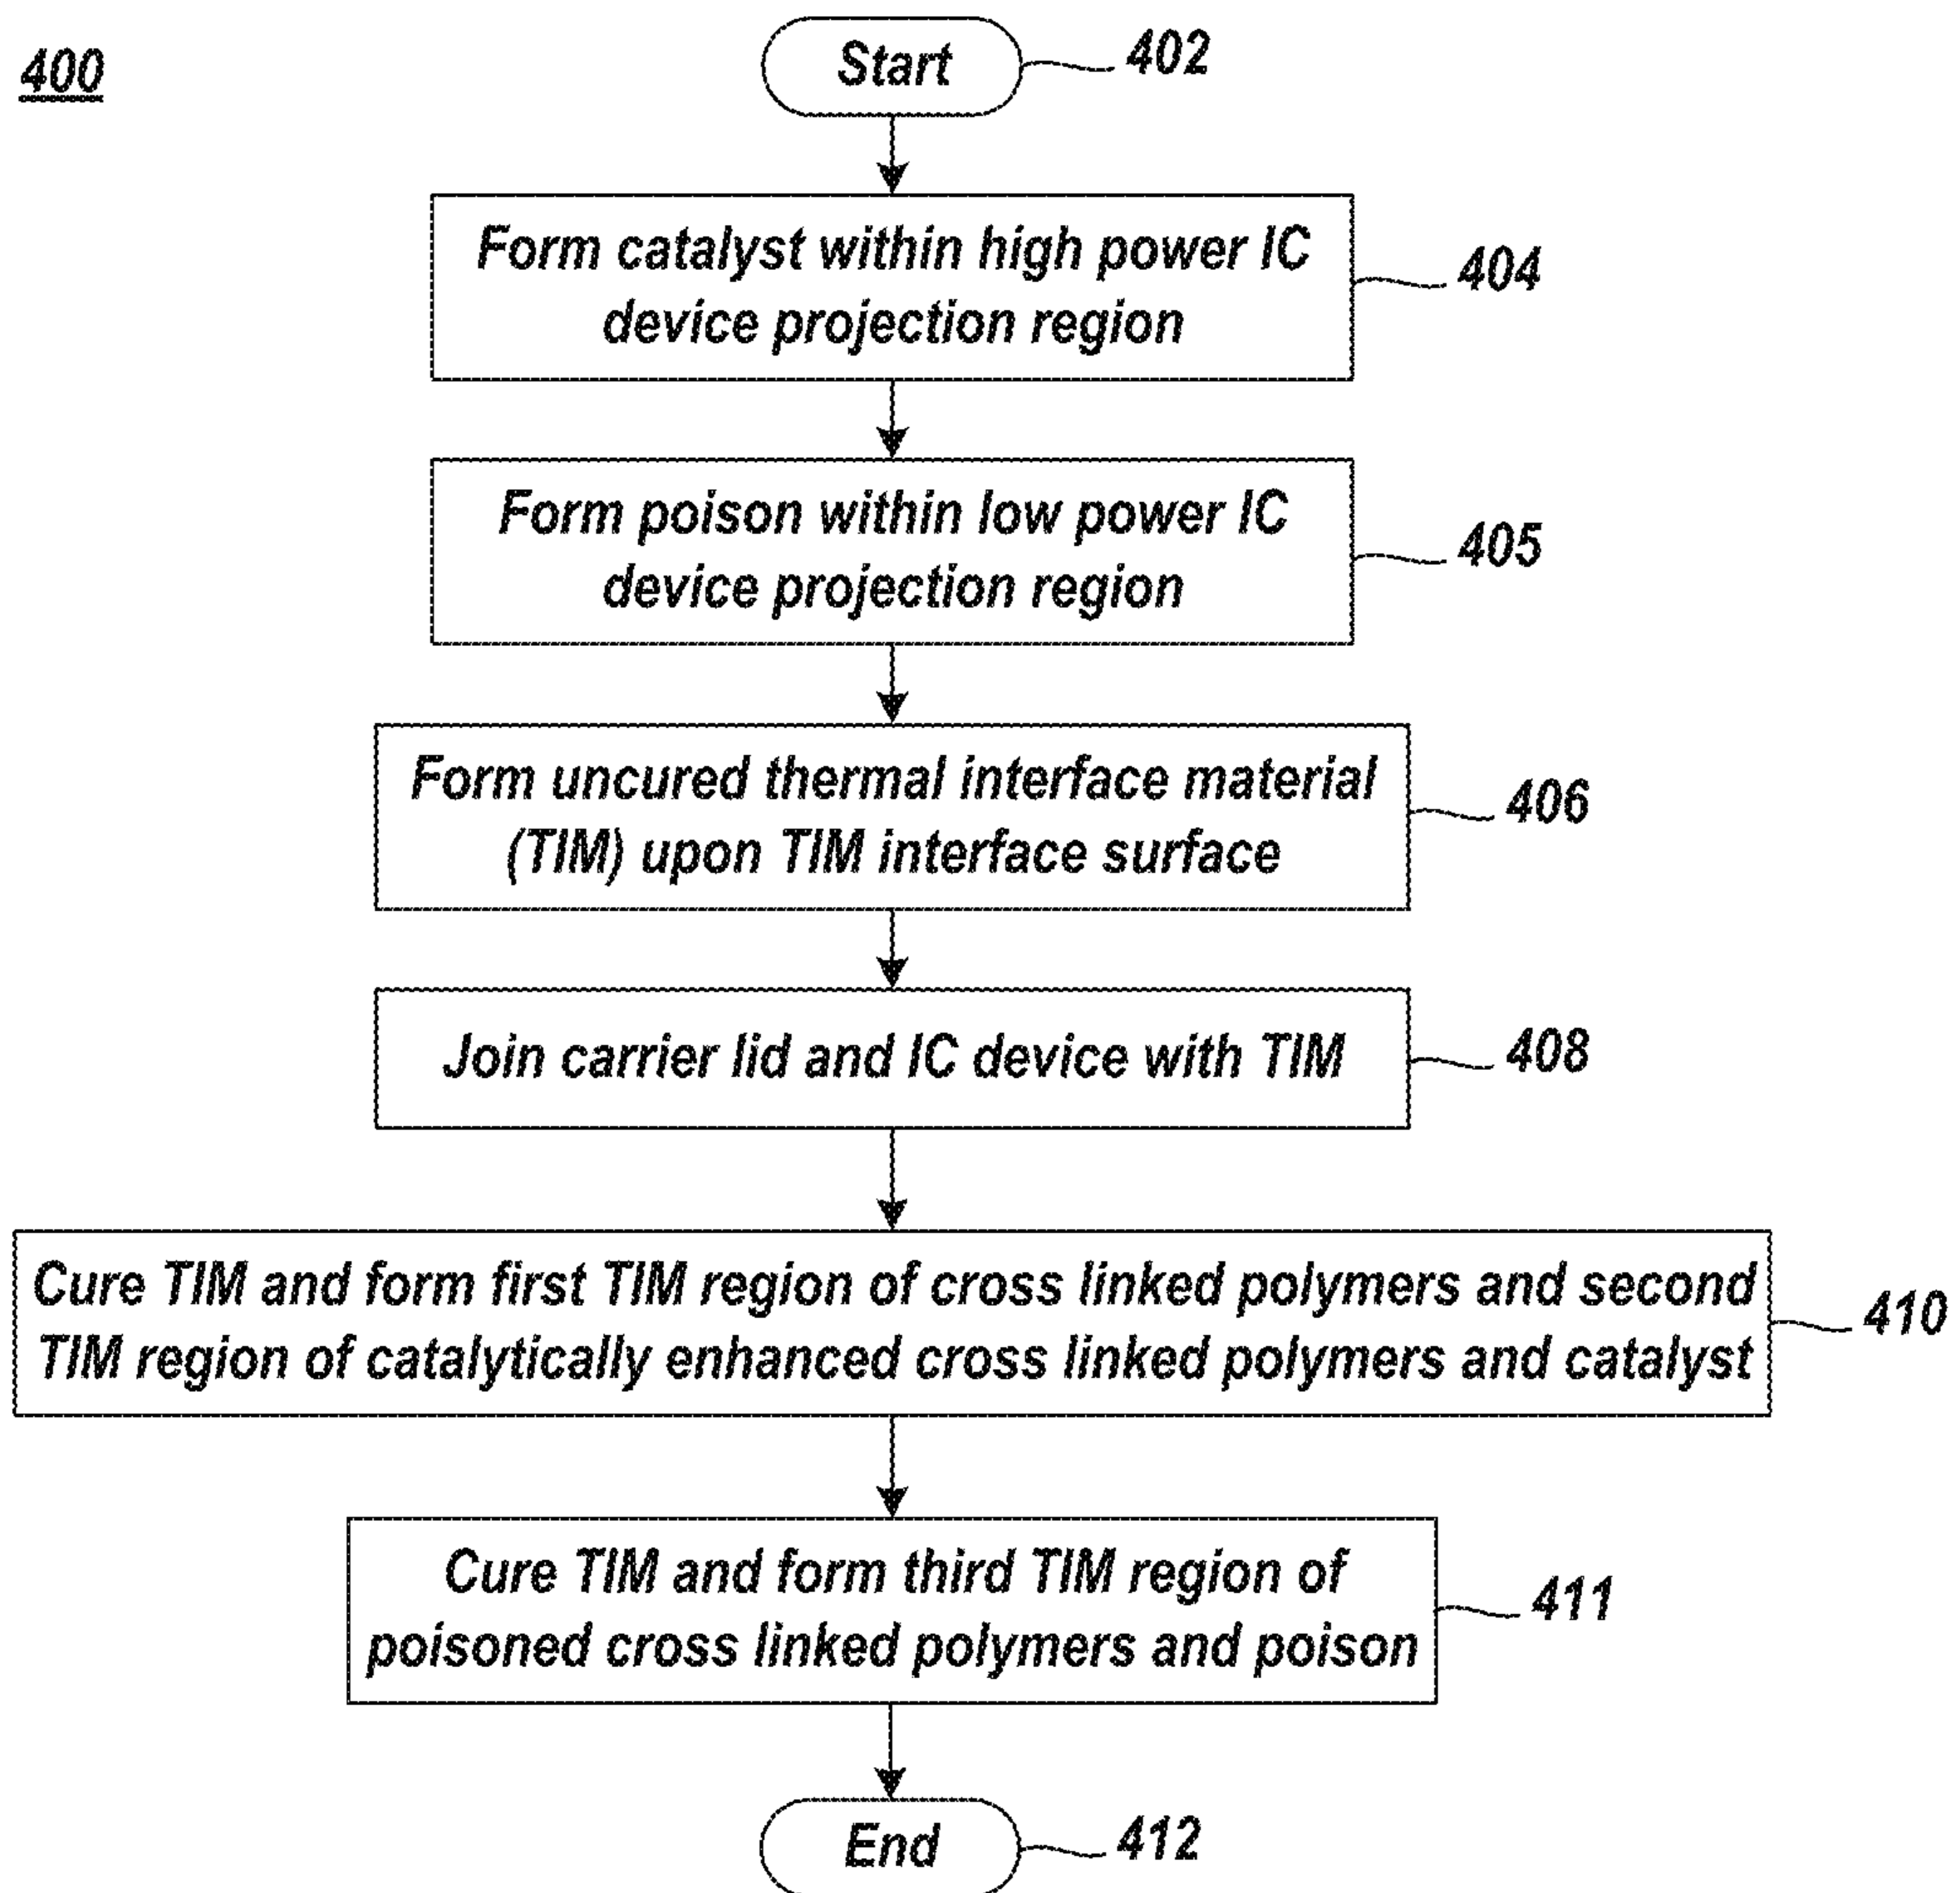 400
Start
402
Form catalyst within high power IC
device projection region
404
Form poison within low power IC
device projection region
405
Form uncured thermal interface material
(TIM) upon TIM interface surface
406
Join carrier lid and IC device with TIM
408
Cure TIM and form first TIM region of cross linked polymers and second
TIM region of catalytically enhanced cross linked polymers and catalyst
410
Cure TIM and form third TIM region of
poisoned cross linked polymers and poison
411
End
412